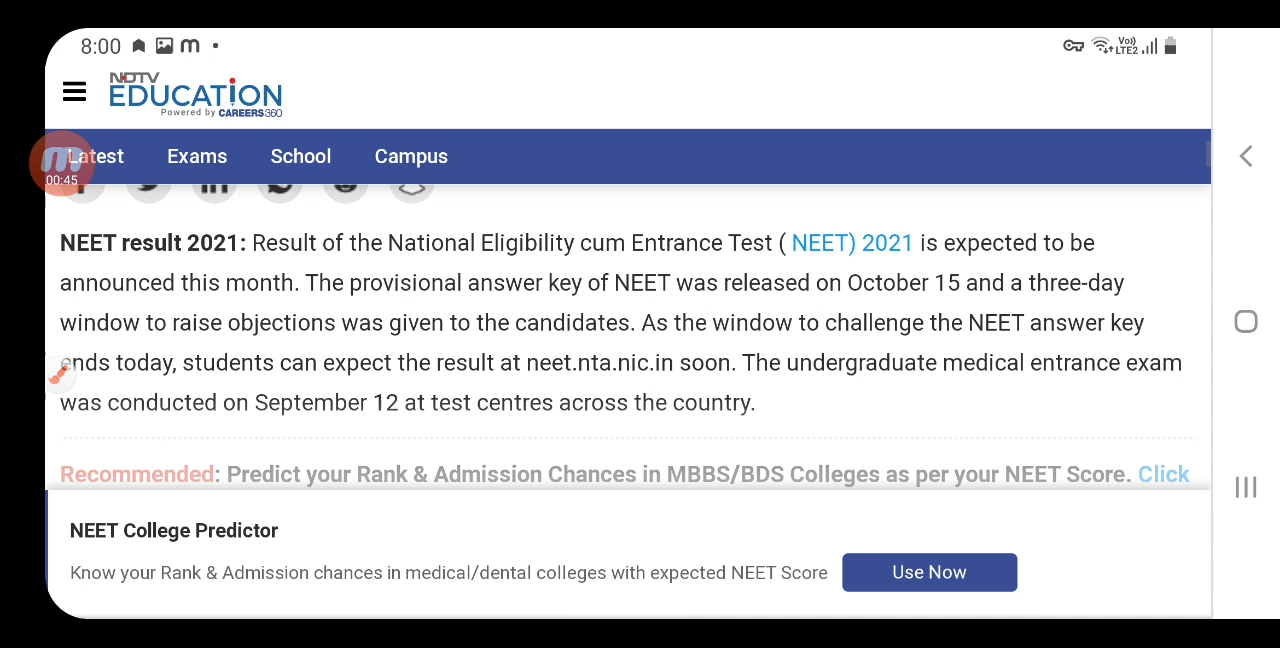 8:00
Vo))
LTE2
NDTV
EDUCATION
Powered by CAREERS360
Latest Exams School Campus
00:45
NEET result 2021: Result of the National Eligibility cum Entrance Test ( NEET) 2021 is expected to be
announced this month. The provisional answer key of NEET was released on October 15 and a three-day
window to raise objections was given to the candidates. As the window to challenge the NEET answer key
ends today, students can expect the result at neet.nta.nic.in soon. The undergraduate medical entrance exam
was conducted on September 12 at test centres across the country.
Recommended: Predict your Rank & Admission Chances in MBBS/BDS Colleges as per your NEET Score. Click
NEET College Predictor
Know your Rank & Admission chances in medical/dental colleges with expected NEET Score Use Now